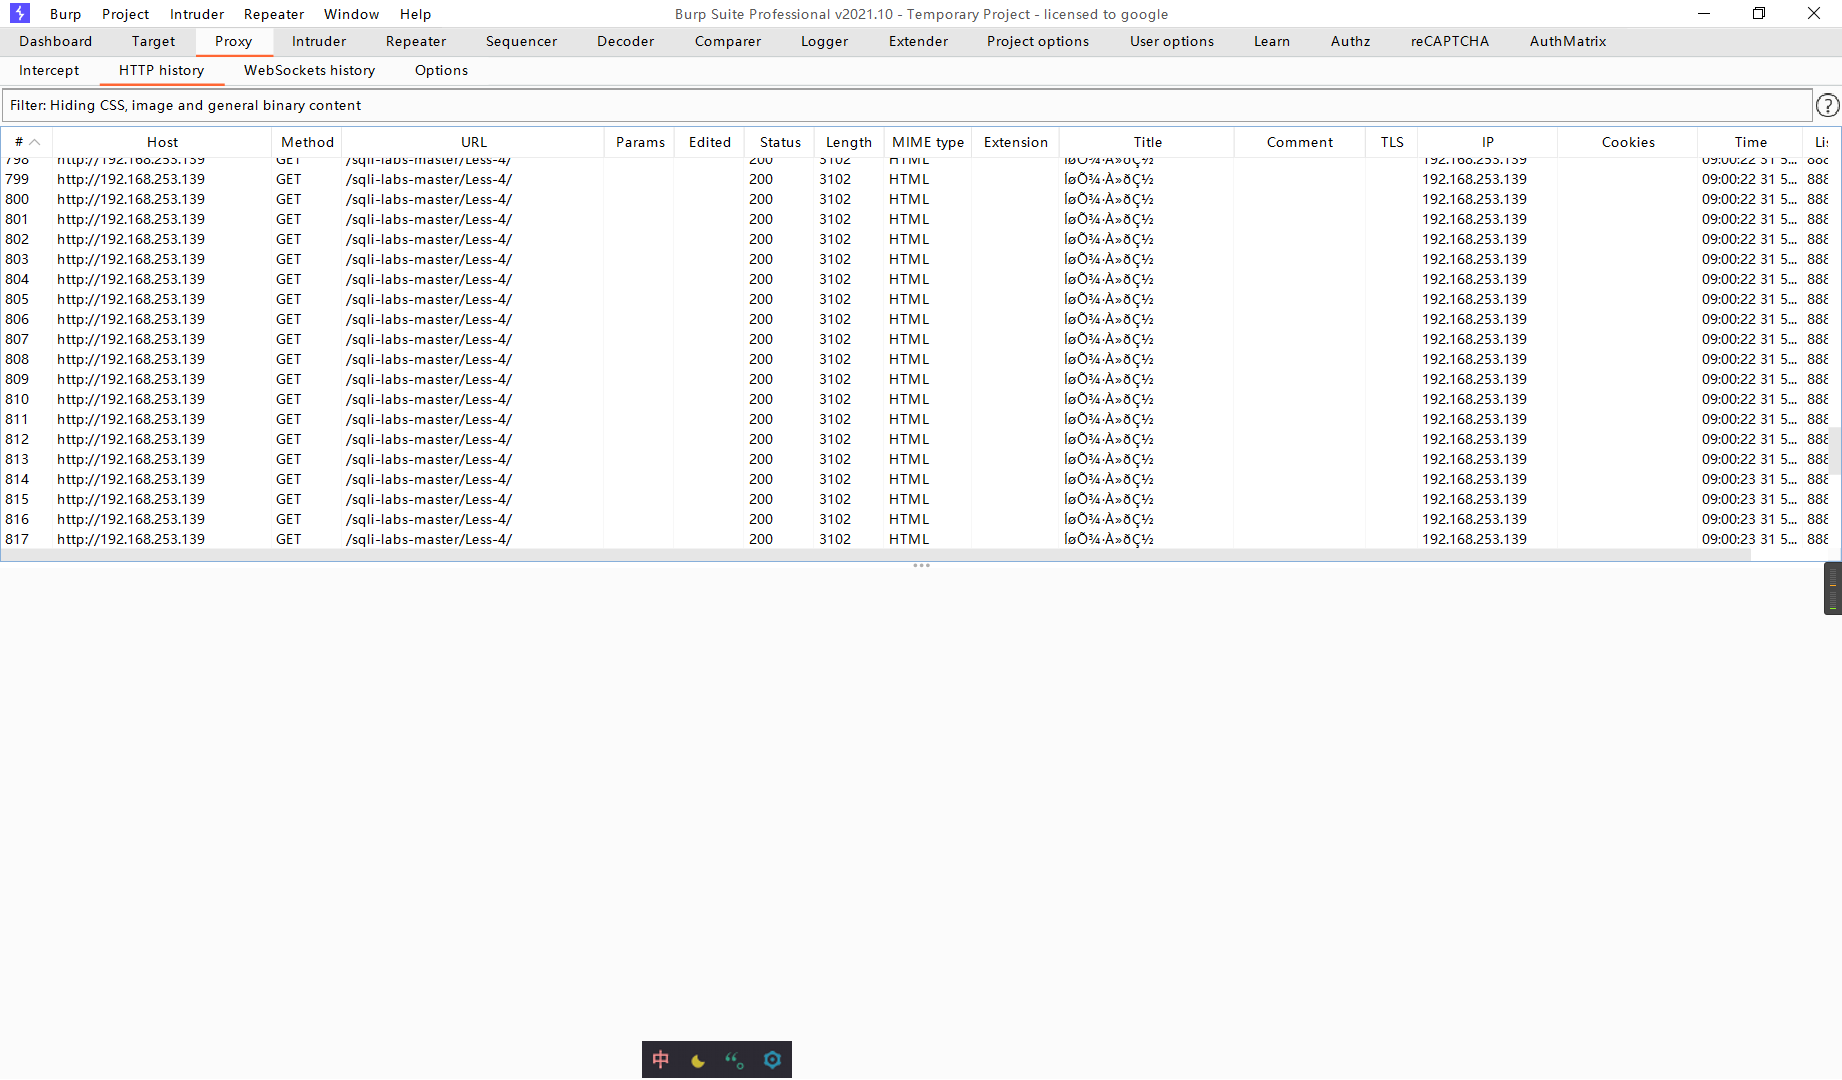 Burp Project Intruder Repeater Window Help Burp Suite Professional v2021.10 - Temporary Project - licensed to google
Dashboard Target Proxy Intruder Repeater Sequencer Decoder Comparer Logger Extender Project options User options Learn Authz reCAPTCHA AuthMatrix
Intercept HTTP history WebSockets history Options
Filter: Hiding CSS, image and general binary content ?
# Host Method URL Params Edited Status Length MIME type Extension Title Comment TLS IP Cookies Time Lis
798 http://192.168.253.139 GET /sqli-labs-master/Less-4/ 200 3102 HTML ÍøÕ¾·À»ðÇ½ 192.168.253.139 09:00:22 31 5... 888
799 http://192.168.253.139 GET /sqli-labs-master/Less-4/ 200 3102 HTML ÍøÕ¾·À»ðÇ½ 192.168.253.139 09:00:22 31 5... 888
800 http://192.168.253.139 GET /sqli-labs-master/Less-4/ 200 3102 HTML ÍøÕ¾·À»ðÇ½ 192.168.253.139 09:00:22 31 5... 888
801 http://192.168.253.139 GET /sqli-labs-master/Less-4/ 200 3102 HTML ÍøÕ¾·À»ðÇ½ 192.168.253.139 09:00:22 31 5... 888
802 http://192.168.253.139 GET /sqli-labs-master/Less-4/ 200 3102 HTML ÍøÕ¾·À»ðÇ½ 192.168.253.139 09:00:22 31 5... 888
803 http://192.168.253.139 GET /sqli-labs-master/Less-4/ 200 3102 HTML ÍøÕ¾·À»ðÇ½ 192.168.253.139 09:00:22 31 5... 888
804 http://192.168.253.139 GET /sqli-labs-master/Less-4/ 200 3102 HTML ÍøÕ¾·À»ðÇ½ 192.168.253.139 09:00:22 31 5... 888
805 http://192.168.253.139 GET /sqli-labs-master/Less-4/ 200 3102 HTML ÍøÕ¾·À»ðÇ½ 192.168.253.139 09:00:22 31 5... 888
806 http://192.168.253.139 GET /sqli-labs-master/Less-4/ 200 3102 HTML ÍøÕ¾·À»ðÇ½ 192.168.253.139 09:00:22 31 5... 888
807 http://192.168.253.139 GET /sqli-labs-master/Less-4/ 200 3102 HTML ÍøÕ¾·À»ðÇ½ 192.168.253.139 09:00:22 31 5... 888
808 http://192.168.253.139 GET /sqli-labs-master/Less-4/ 200 3102 HTML ÍøÕ¾·À»ðÇ½ 192.168.253.139 09:00:22 31 5... 888
809 http://192.168.253.139 GET /sqli-labs-master/Less-4/ 200 3102 HTML ÍøÕ¾·À»ðÇ½ 192.168.253.139 09:00:22 31 5... 888
810 http://192.168.253.139 GET /sqli-labs-master/Less-4/ 200 3102 HTML ÍøÕ¾·À»ðÇ½ 192.168.253.139 09:00:22 31 5... 888
811 http://192.168.253.139 GET /sqli-labs-master/Less-4/ 200 3102 HTML ÍøÕ¾·À»ðÇ½ 192.168.253.139 09:00:22 31 5... 888
812 http://192.168.253.139 GET /sqli-labs-master/Less-4/ 200 3102 HTML ÍøÕ¾·À»ðÇ½ 192.168.253.139 09:00:22 31 5... 888
813 http://192.168.253.139 GET /sqli-labs-master/Less-4/ 200 3102 HTML ÍøÕ¾·À»ðÇ½ 192.168.253.139 09:00:22 31 5... 888
814 http://192.168.253.139 GET /sqli-labs-master/Less-4/ 200 3102 HTML ÍøÕ¾·À»ðÇ½ 192.168.253.139 09:00:23 31 5... 888
815 http://192.168.253.139 GET /sqli-labs-master/Less-4/ 200 3102 HTML ÍøÕ¾·À»ðÇ½ 192.168.253.139 09:00:23 31 5... 888
816 http://192.168.253.139 GET /sqli-labs-master/Less-4/ 200 3102 HTML ÍøÕ¾·À»ðÇ½ 192.168.253.139 09:00:23 31 5... 888
817 http://192.168.253.139 GET /sqli-labs-master/Less-4/ 200 3102 HTML ÍøÕ¾·À»ðÇ½ 192.168.253.139 09:00:23 31 5... 888
中